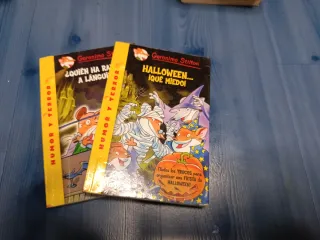 Geronimo Stilton
¿QUIÉN HA RA
A LANGUI
HUMOR Y TERROR
Geronimo Stilton
HALLOWEEN...
¡QUÉ MIEDO!
HUMOR Y TERROR
¡Todos los TRUCOS para
organizar una FIESTA de
HALLOWEEN!